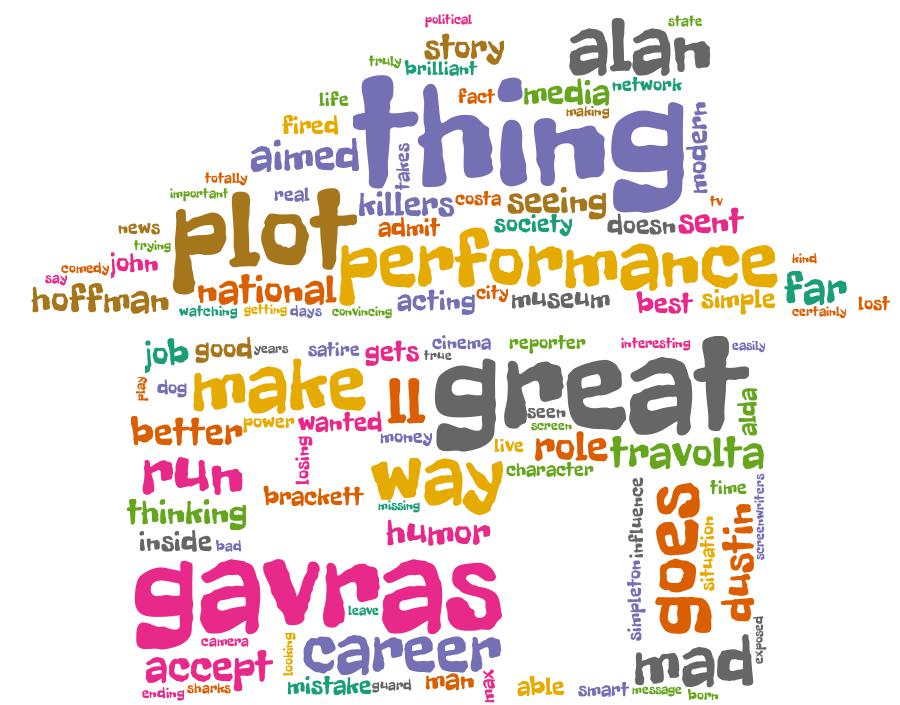 political
state
story
alan
truly
brilliant
life
fact
media
network
thing
making
fired
aimed
takes
modern
totally
important
real
killers
costa
seeing
tv
plot
news
admit
society
doesn
sent
trying
performance
comedy
john
say
kind
hoffman
national
acting
city
museum
best
simple
far
lost
watching
getting
days
convincing
certainly
job
good
years
satire
gets
true
cinema
reporter
interesting
easily
play
dog
make
ll
great
seen
screen
alda
better
power
wanted
money
live
role
travolta
losing
run
way
character
brackett
missing
thinking
humor
inside
bad
influence
goes
time
screenwriters
situation
dustin
simpleton
gavras
leave
camera
looking
career
mad
exposed
accept
ending
sharks
mistake
guard
man
max
able
smart
message
born